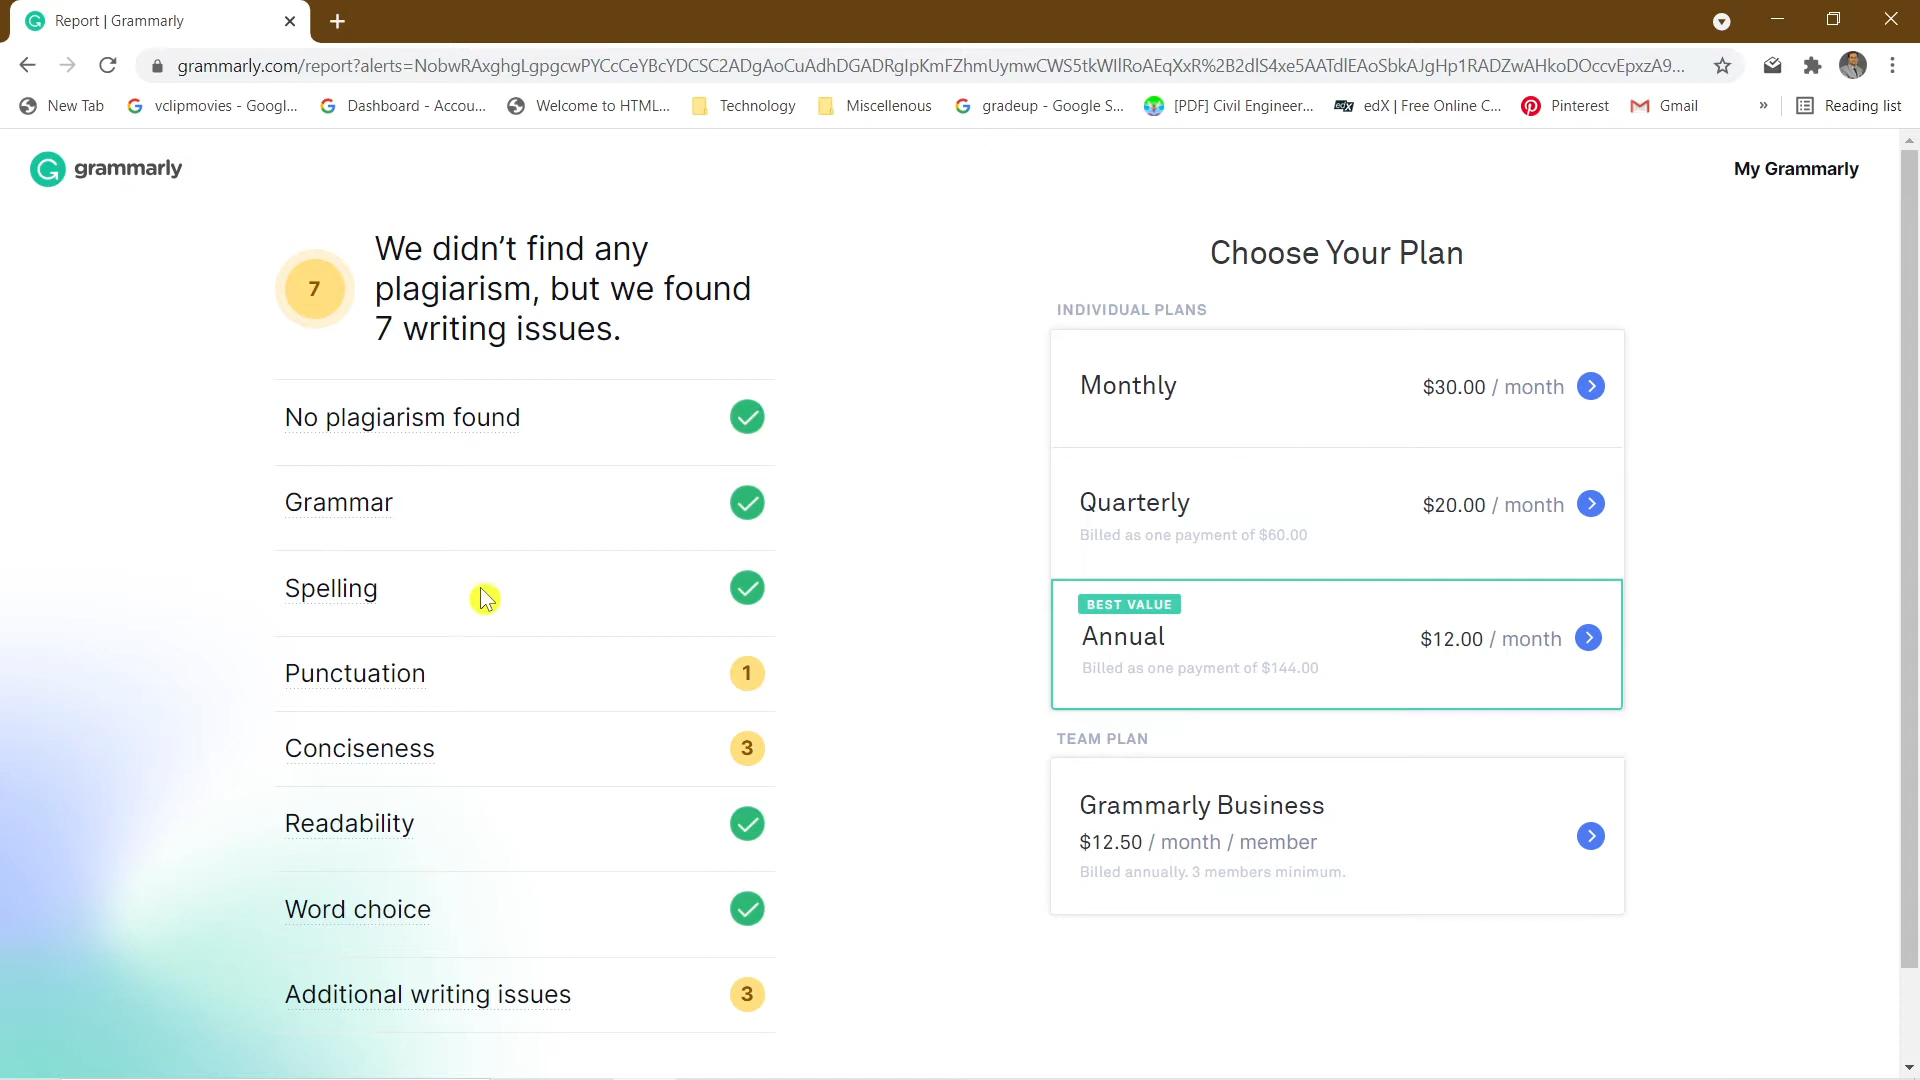 Report | Grammarly
grammarly.com/report?alerts=NobwRAxghgLgpgcwPYCcCeYBcYDCSC2ADgAoCuAdhDGADRgIpKmFZhmUymwCWS5tkWIlRoAEqXxR%2B2dlS4xe5AATdlEAoSbkAJgHp1RADZwAHkoDOccvEpxzA9...
New Tab vclipmovies - Googl... Dashboard - Accou... Welcome to HTML... Technology Miscellenous gradeup - Google S... [PDF] Civil Engineer... edX | Free Online C... Pinterest Gmail » Reading list
grammarly
My Grammarly
7
We didn't find any
plagiarism, but we found
7 writing issues.
No plagiarism found
Grammar
Spelling
Punctuation 1
Conciseness 3
Readability
Word choice
Additional writing issues 3
Choose Your Plan
INDIVIDUAL PLANS
Monthly $30.00 / month
Quarterly $20.00 / month
Billed as one payment of $60.00
BEST VALUE
Annual $12.00 / month
Billed as one payment of $144.00
TEAM PLAN
Grammarly Business
$12.50 / month / member
Billed annually. 3 members minimum.